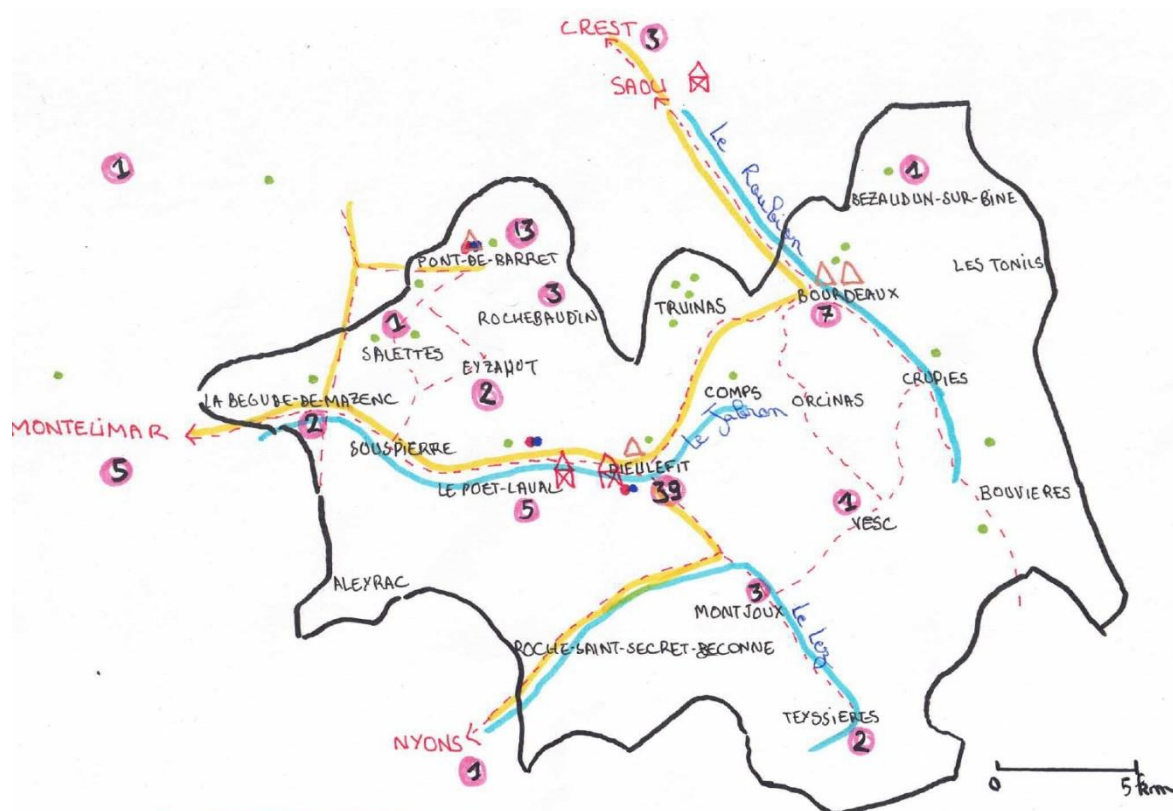 CREST
3
SAOU
Le Roubion
1
1
BEZAUDUN-SUR-BINE
13
PONT-DE-BARRET
LES TONILS
3
ROCHEBAUDIN
TRUINAS
BOURDEAUX
7
1
SALETTES
EYZAHUT
2
CRUPIES
COMPS
ORCINAS
LA BEGUDE-DE-MAZENC
2
Le Jabron
MONTELIMAR
5
SOUSPIERRE
DIEULEFIT
39
LE POET-LAVAL
5
BOUVIERES
1
VESC
ALEYRAC
3
MONTJOUX
Le Lez
ROCHE-SAINT-SECRET-BECONNE
TEYSSIERES
2
NYONS
1
0 5 km